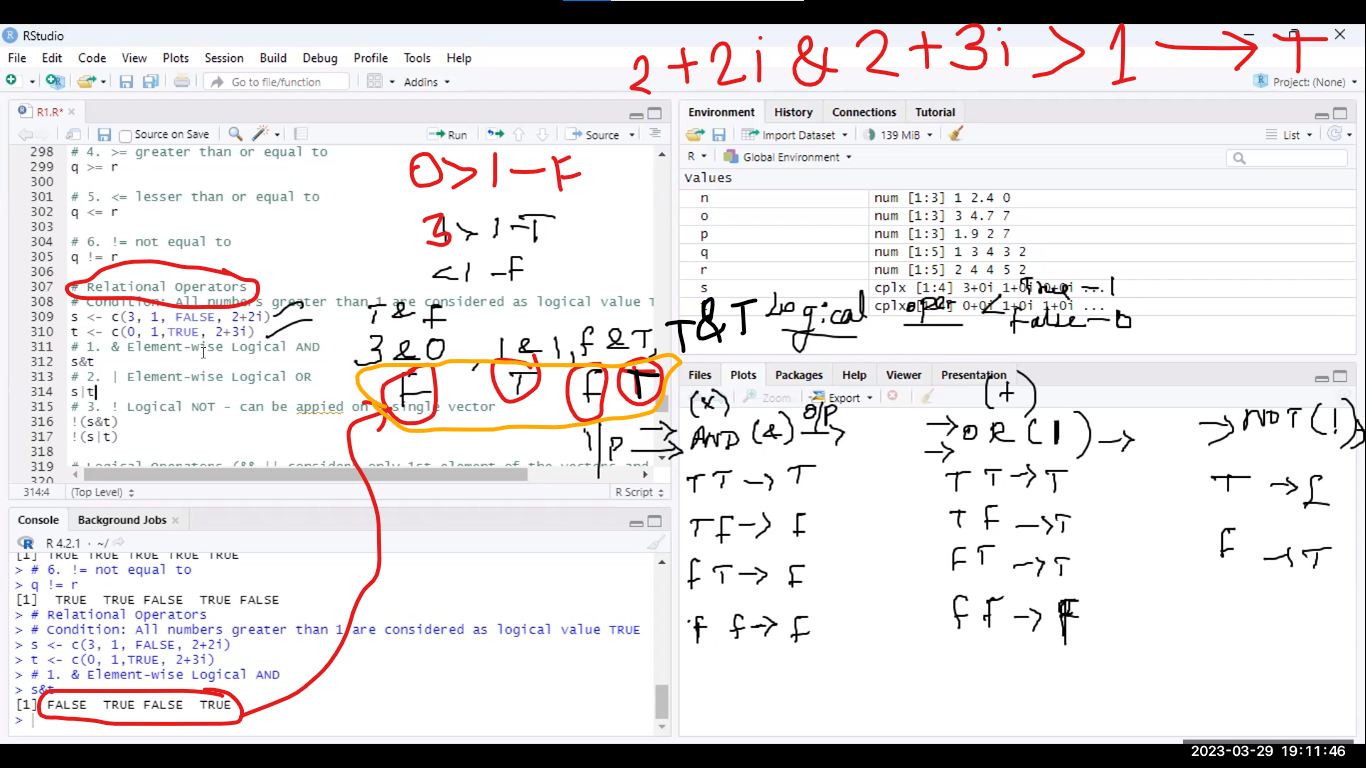 RStudio
2+2i & 2+3i > 1 → T
File Edit Code View Plots Session Build Debug Profile Tools Help
Go to file/function Addins Project: (None)
R1.R*
Source on Save Run Source
298 # 4. >= greater than or equal to
299 q >= r
300
301 # 5. <= lesser than or equal to
302 q <= r
303
304 # 6. != not equal to
305 q != r
306
307 # Relational Operators
308 # Condition: All numbers greater than 1 are considered as logical value T
309 s <- c(3, 1, FALSE, 2+2i)
310 t <- c(0, 1,TRUE, 2+3i)
311 # 1. & Element-wise Logical AND
312 s&t
313 # 2. | Element-wise Logical OR
314 s|t
315 # 3. ! Logical NOT - can be appied on single vector
316 !(s&t)
317 !(s|t)
318
319 # Logical Operators (&& || consider only 1st element of the vectors and
320
314:4 (Top Level) R Script
0>1-F
3>1-T
<1-F
T & F
3 & 0, 1 & 1, f & T, T&T
F T f T
Console Background Jobs
R 4.2.1 · ~/
[1] TRUE TRUE TRUE TRUE TRUE
> # 6. != not equal to
> q != r
[1] TRUE TRUE FALSE TRUE FALSE
> # Relational Operators
> # Condition: All numbers greater than 1 are considered as logical value TRUE
> s <- c(3, 1, FALSE, 2+2i)
> t <- c(0, 1,TRUE, 2+3i)
> # 1. & Element-wise Logical AND
> s&t
[1] FALSE TRUE FALSE TRUE
>
Environment History Connections Tutorial
Import Dataset 139 MiB List
R Global Environment
Values
n num [1:3] 1 2.4 0
o num [1:3] 3 4.7 7
p num [1:3] 1.9 2 7
q num [1:5] 1 3 4 3 2
r num [1:5] 2 4 4 5 2
s cplx [1:4] 3+0i 1+0i 0+0i ...
cplx 0+0i 1+0i 1+0i ...
Logical oper < True - 1
False - 0
Files Plots Packages Help Viewer Presentation
Zoom Export
(x) (+)
i/p → AND (&) o/p → → OR (|) → → NOT (!)
T T → T T T → T T → f
T F → F T F → T F → T
F T → F F T → T
F f → F F F → F
2023-03-29 19:11:46